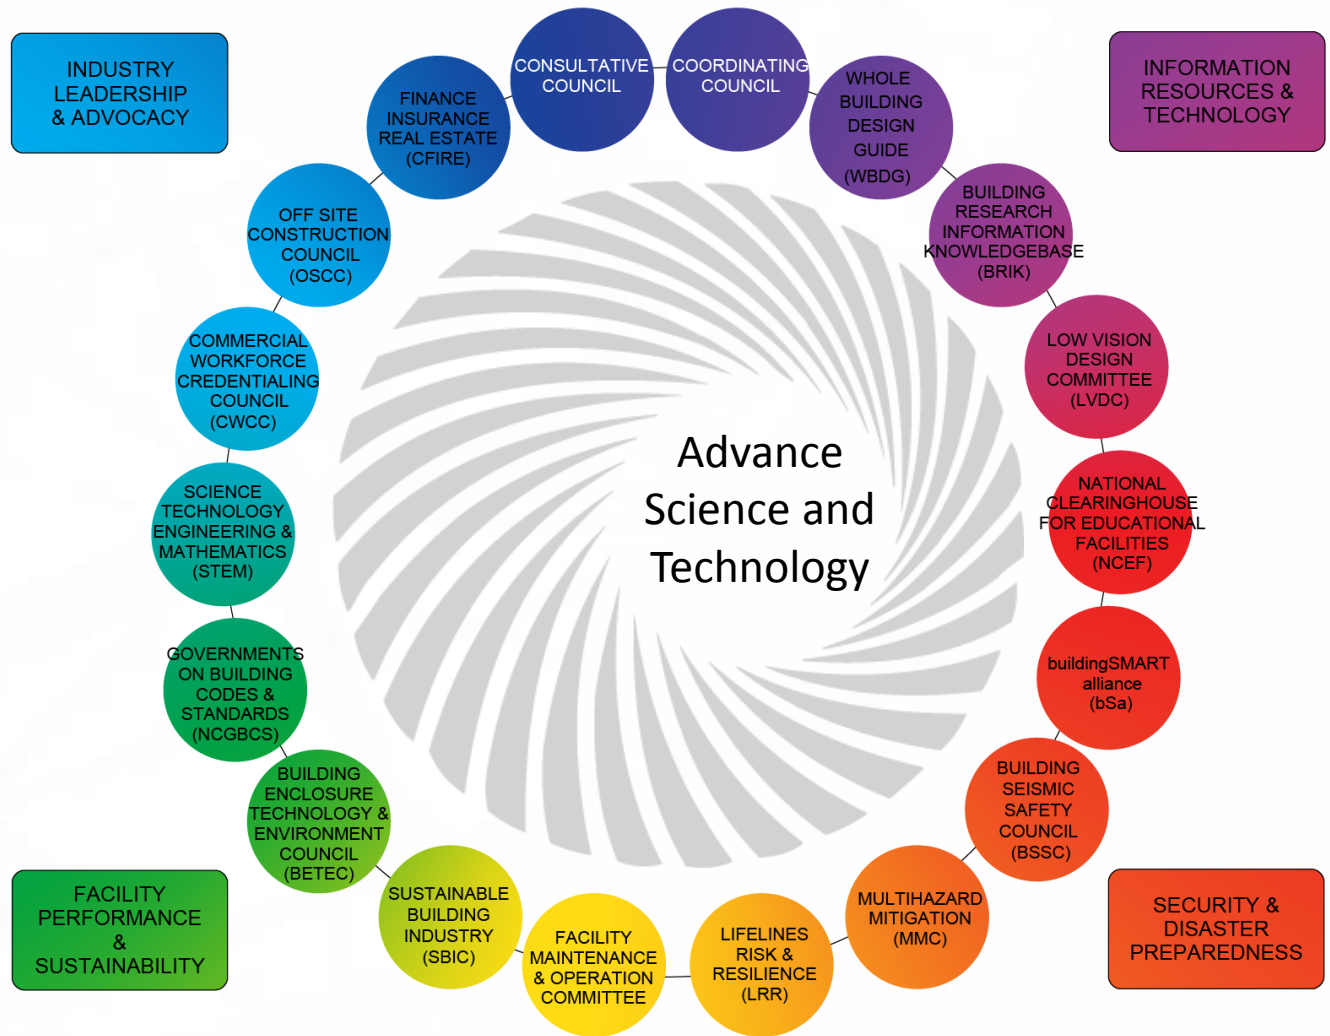 INDUSTRY
LEADERSHIP
& ADVOCACY
CONSULTATIVE
COUNCIL
COORDINATING
COUNCIL
INFORMATION
RESOURCES &
TECHNOLOGY
FINANCE
INSURANCE
REAL ESTATE
(CFIRE)
WHOLE
BUILDING
DESIGN
GUIDE
(WBDG)
OFF SITE
CONSTRUCTION
COUNCIL
(OSCC)
BUILDING
RESEARCH
INFORMATION
KNOWLEDGEBASE
(BRIK)
COMMERCIAL
WORKFORCE
CREDENTIALING
COUNCIL
(CWCC)
LOW VISION
DESIGN
COMMITTEE
(LVDC)
Advance
Science and
Technology
SCIENCE
TECHNOLOGY
ENGINEERING &
MATHEMATICS
(STEM)
NATIONAL
CLEARINGHOUSE
FOR EDUCATIONAL
FACILITIES
(NCEF)
GOVERNMENTS
ON BUILDING
CODES &
STANDARDS
(NCGBCS)
buildingSMART
alliance
(bSa)
BUILDING
ENCLOSURE
TECHNOLOGY &
ENVIRONMENT
COUNCIL
(BETEC)
BUILDING
SEISMIC
SAFETY
COUNCIL
(BSSC)
FACILITY
PERFORMANCE
&
SUSTAINABILITY
SUSTAINABLE
BUILDING
INDUSTRY
(SBIC)
FACILITY
MAINTENANCE
& OPERATION
COMMITTEE
LIFELINES
RISK &
RESILIENCE
(LRR)
MULTIHAZARD
MITIGATION
(MMC)
SECURITY &
DISASTER
PREPAREDNESS